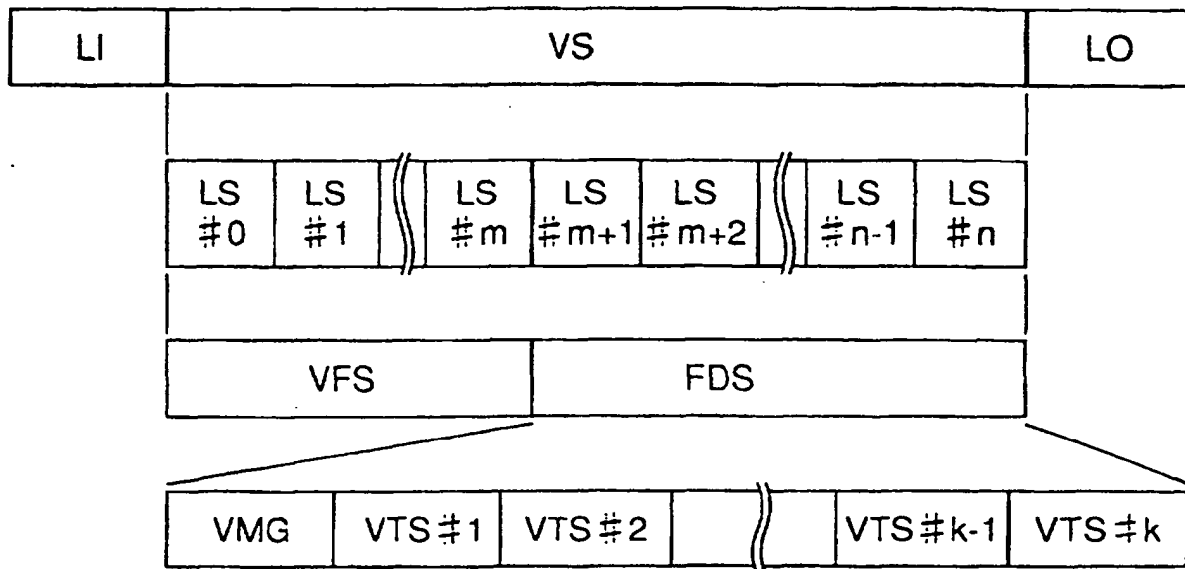 LI VS LO
LS LS LS LS LS LS LS
#0 #1 #m #m+1 #m+2 #n-1 #n
VFS FDS
VMG VTS#1 VTS#2 VTS#k-1 VTS#k